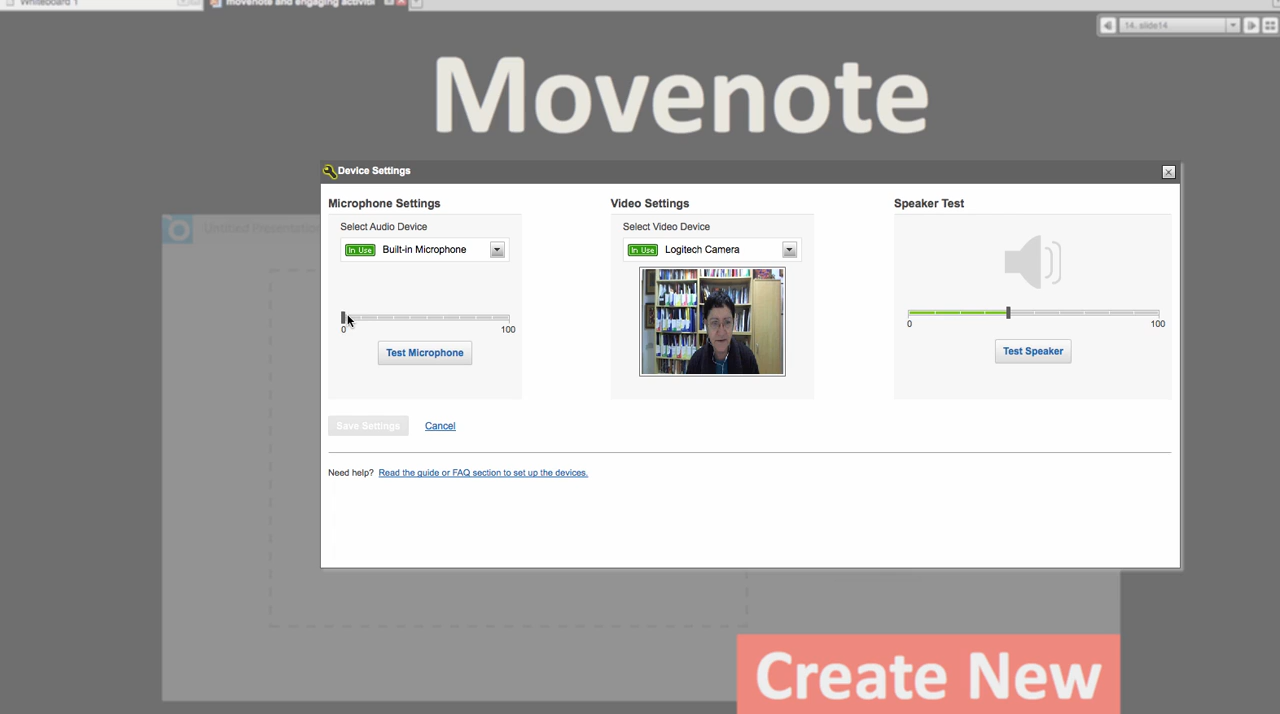 Whiteboard 1
movenote and engaging activiti
14. slide14
Movenote
Device Settings
Microphone Settings
Video Settings
Speaker Test
Select Audio Device
Select Video Device
In Use Built-in Microphone
In Use Logitech Camera
Untitled Presentation
0 100
0 100
Test Microphone
Test Speaker
Save Settings
Cancel
Need help? Read the guide or FAQ section to set up the devices.
Create New